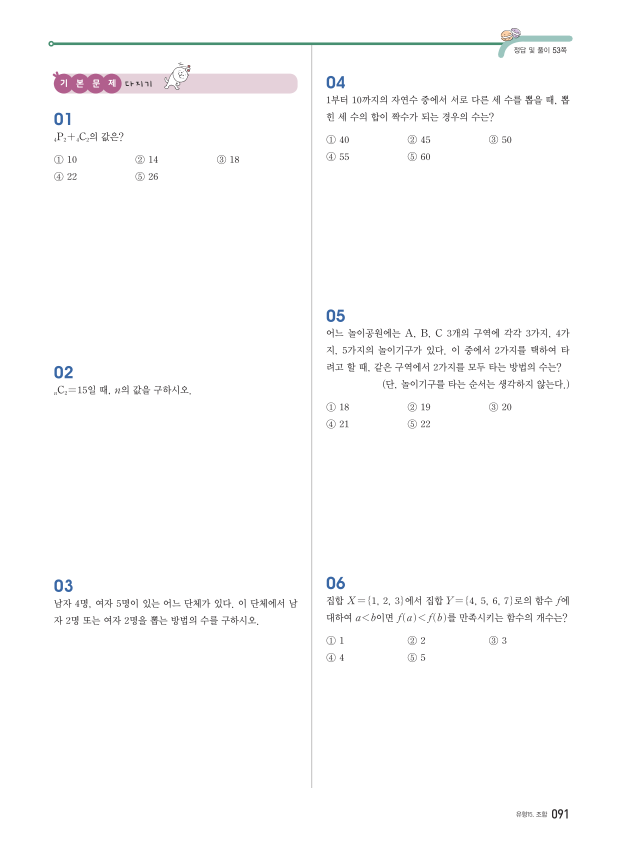 정답 및 풀이 53쪽
기본문제 다지기
01
₄P₂+₄C₂의 값은?
① 10 ② 14 ③ 18
④ 22 ⑤ 26
02
ₙC₂=15일 때, n의 값을 구하시오.
03
남자 4명, 여자 5명이 있는 어느 단체가 있다. 이 단체에서 남
자 2명 또는 여자 2명을 뽑는 방법의 수를 구하시오.
04
1부터 10까지의 자연수 중에서 서로 다른 세 수를 뽑을 때, 뽑
힌 세 수의 합이 짝수가 되는 경우의 수는?
① 40 ② 45 ③ 50
④ 55 ⑤ 60
05
어느 놀이공원에는 A, B, C 3개의 구역에 각각 3가지, 4가
지, 5가지의 놀이기구가 있다. 이 중에서 2가지를 택하여 타
려고 할 때, 같은 구역에서 2가지를 모두 타는 방법의 수는?
(단, 놀이기구를 타는 순서는 생각하지 않는다.)
① 18 ② 19 ③ 20
④ 21 ⑤ 22
06
집합 X={1, 2, 3}에서 집합 Y={4, 5, 6, 7}로의 함수 f에
대하여 a<b이면 f(a)<f(b)를 만족시키는 함수의 개수는?
① 1 ② 2 ③ 3
④ 4 ⑤ 5
유형15. 조합 091